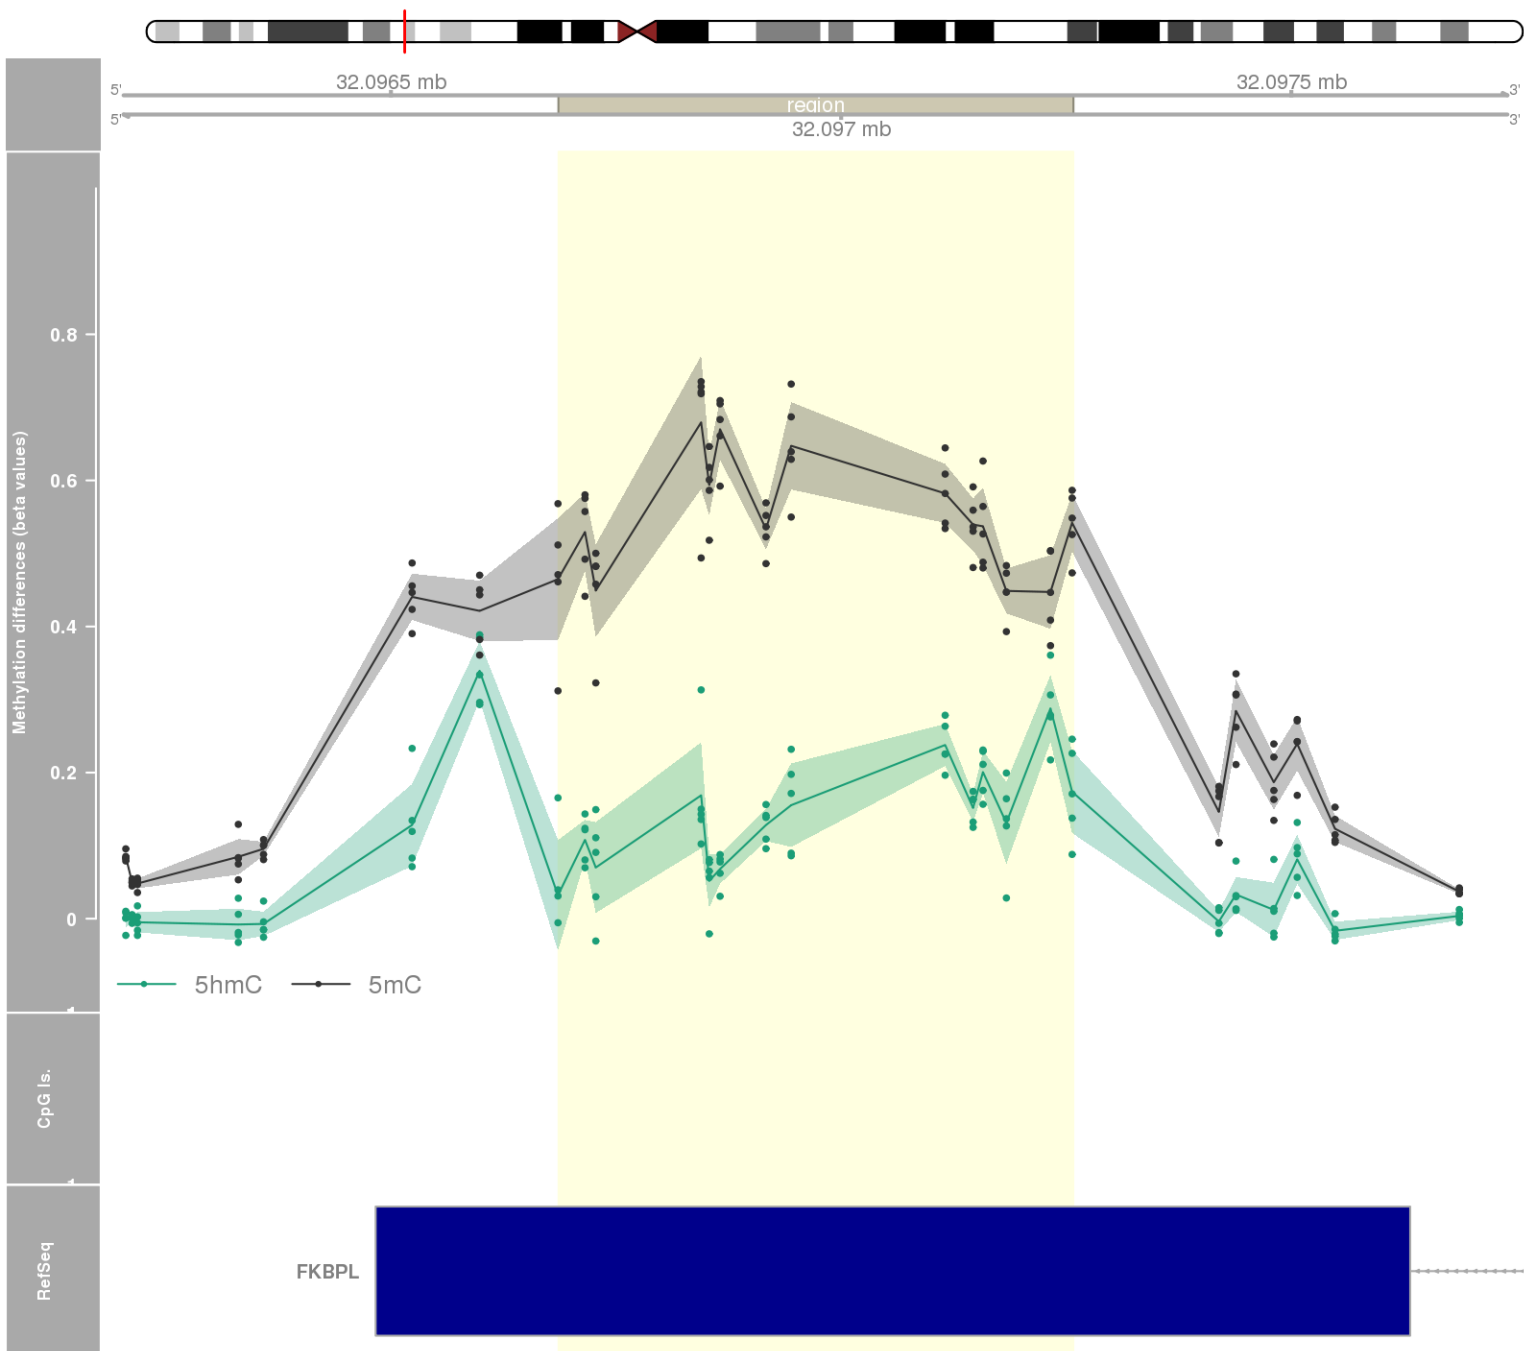 5' 32.0965 mb 32.0975 mb 3'
region
5' 32.097 mb 3'
Methylation differences (beta values)
0.8
0.6
0.4
0.2
0
5hmC 5mC
CpG Is.
RefSeq
FKBPL